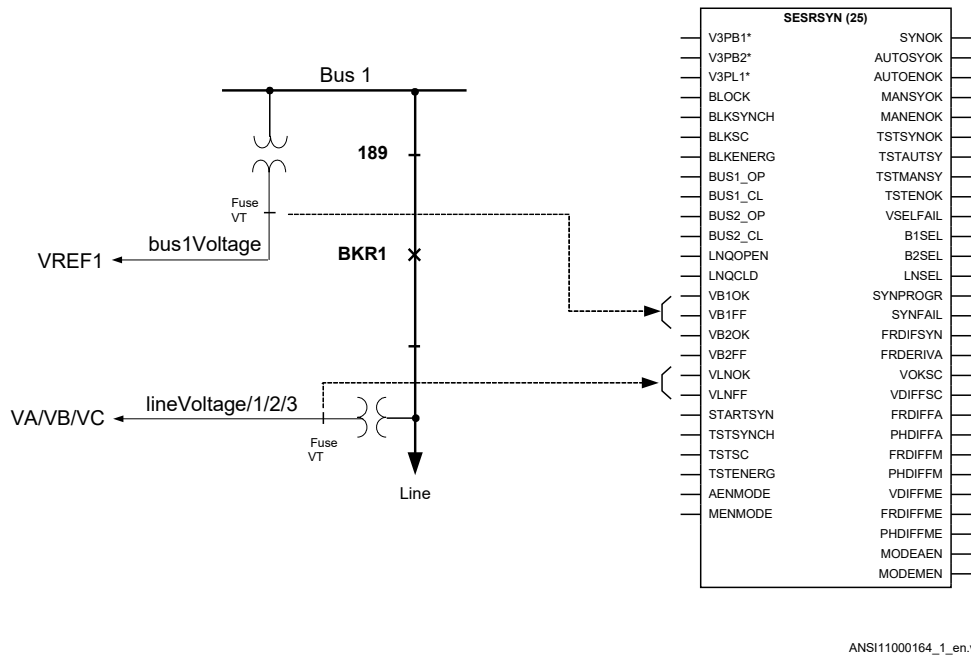 Bus 1
189
Fuse
VT
bus1Voltage
VREF1
BKR1
lineVoltage/1/2/3
VA/VB/VC
Fuse
VT
Line
SESRSYN (25)
V3PB1* SYNOK
V3PB2* AUTOSYOK
V3PL1* AUTOENOK
BLOCK MANSYOK
BLKSYNCH MANENOK
BLKSC TSTSYNOK
BLKENERG TSTAUTSY
BUS1_OP TSTMANSY
BUS1_CL TSTENOK
BUS2_OP VSELFAIL
BUS2_CL B1SEL
LNQOPEN B2SEL
LNQCLD LNSEL
VB1OK SYNPROGR
VB1FF SYNFAIL
VB2OK FRDIFSYN
VB2FF FRDERIVA
VLNOK VOKSC
VLNFF VDIFFSC
STARTSYN FRDIFFA
TSTSYNCH PHDIFFA
TSTSC FRDIFFM
TSTENERG PHDIFFM
AENMODE VDIFFME
MENMODE FRDIFFME
PHDIFFME
MODEAEN
MODEMEN
ANSI11000164_1_en.